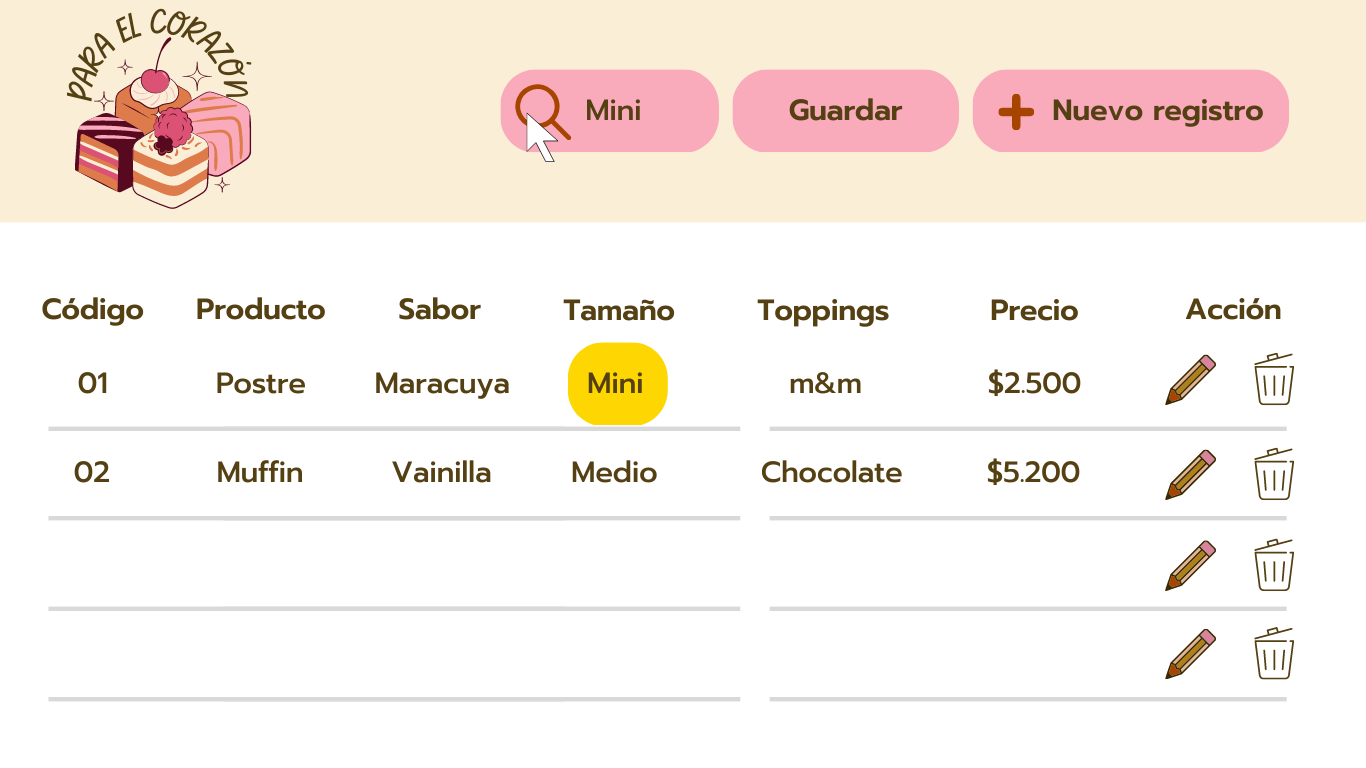 PARA EL CORAZÓN
Mini Guardar Nuevo registro
Código Producto Sabor Tamaño Toppings Precio Acción
01 Postre Maracuya Mini m&m $2.500
02 Muffin Vainilla Medio Chocolate $5.200